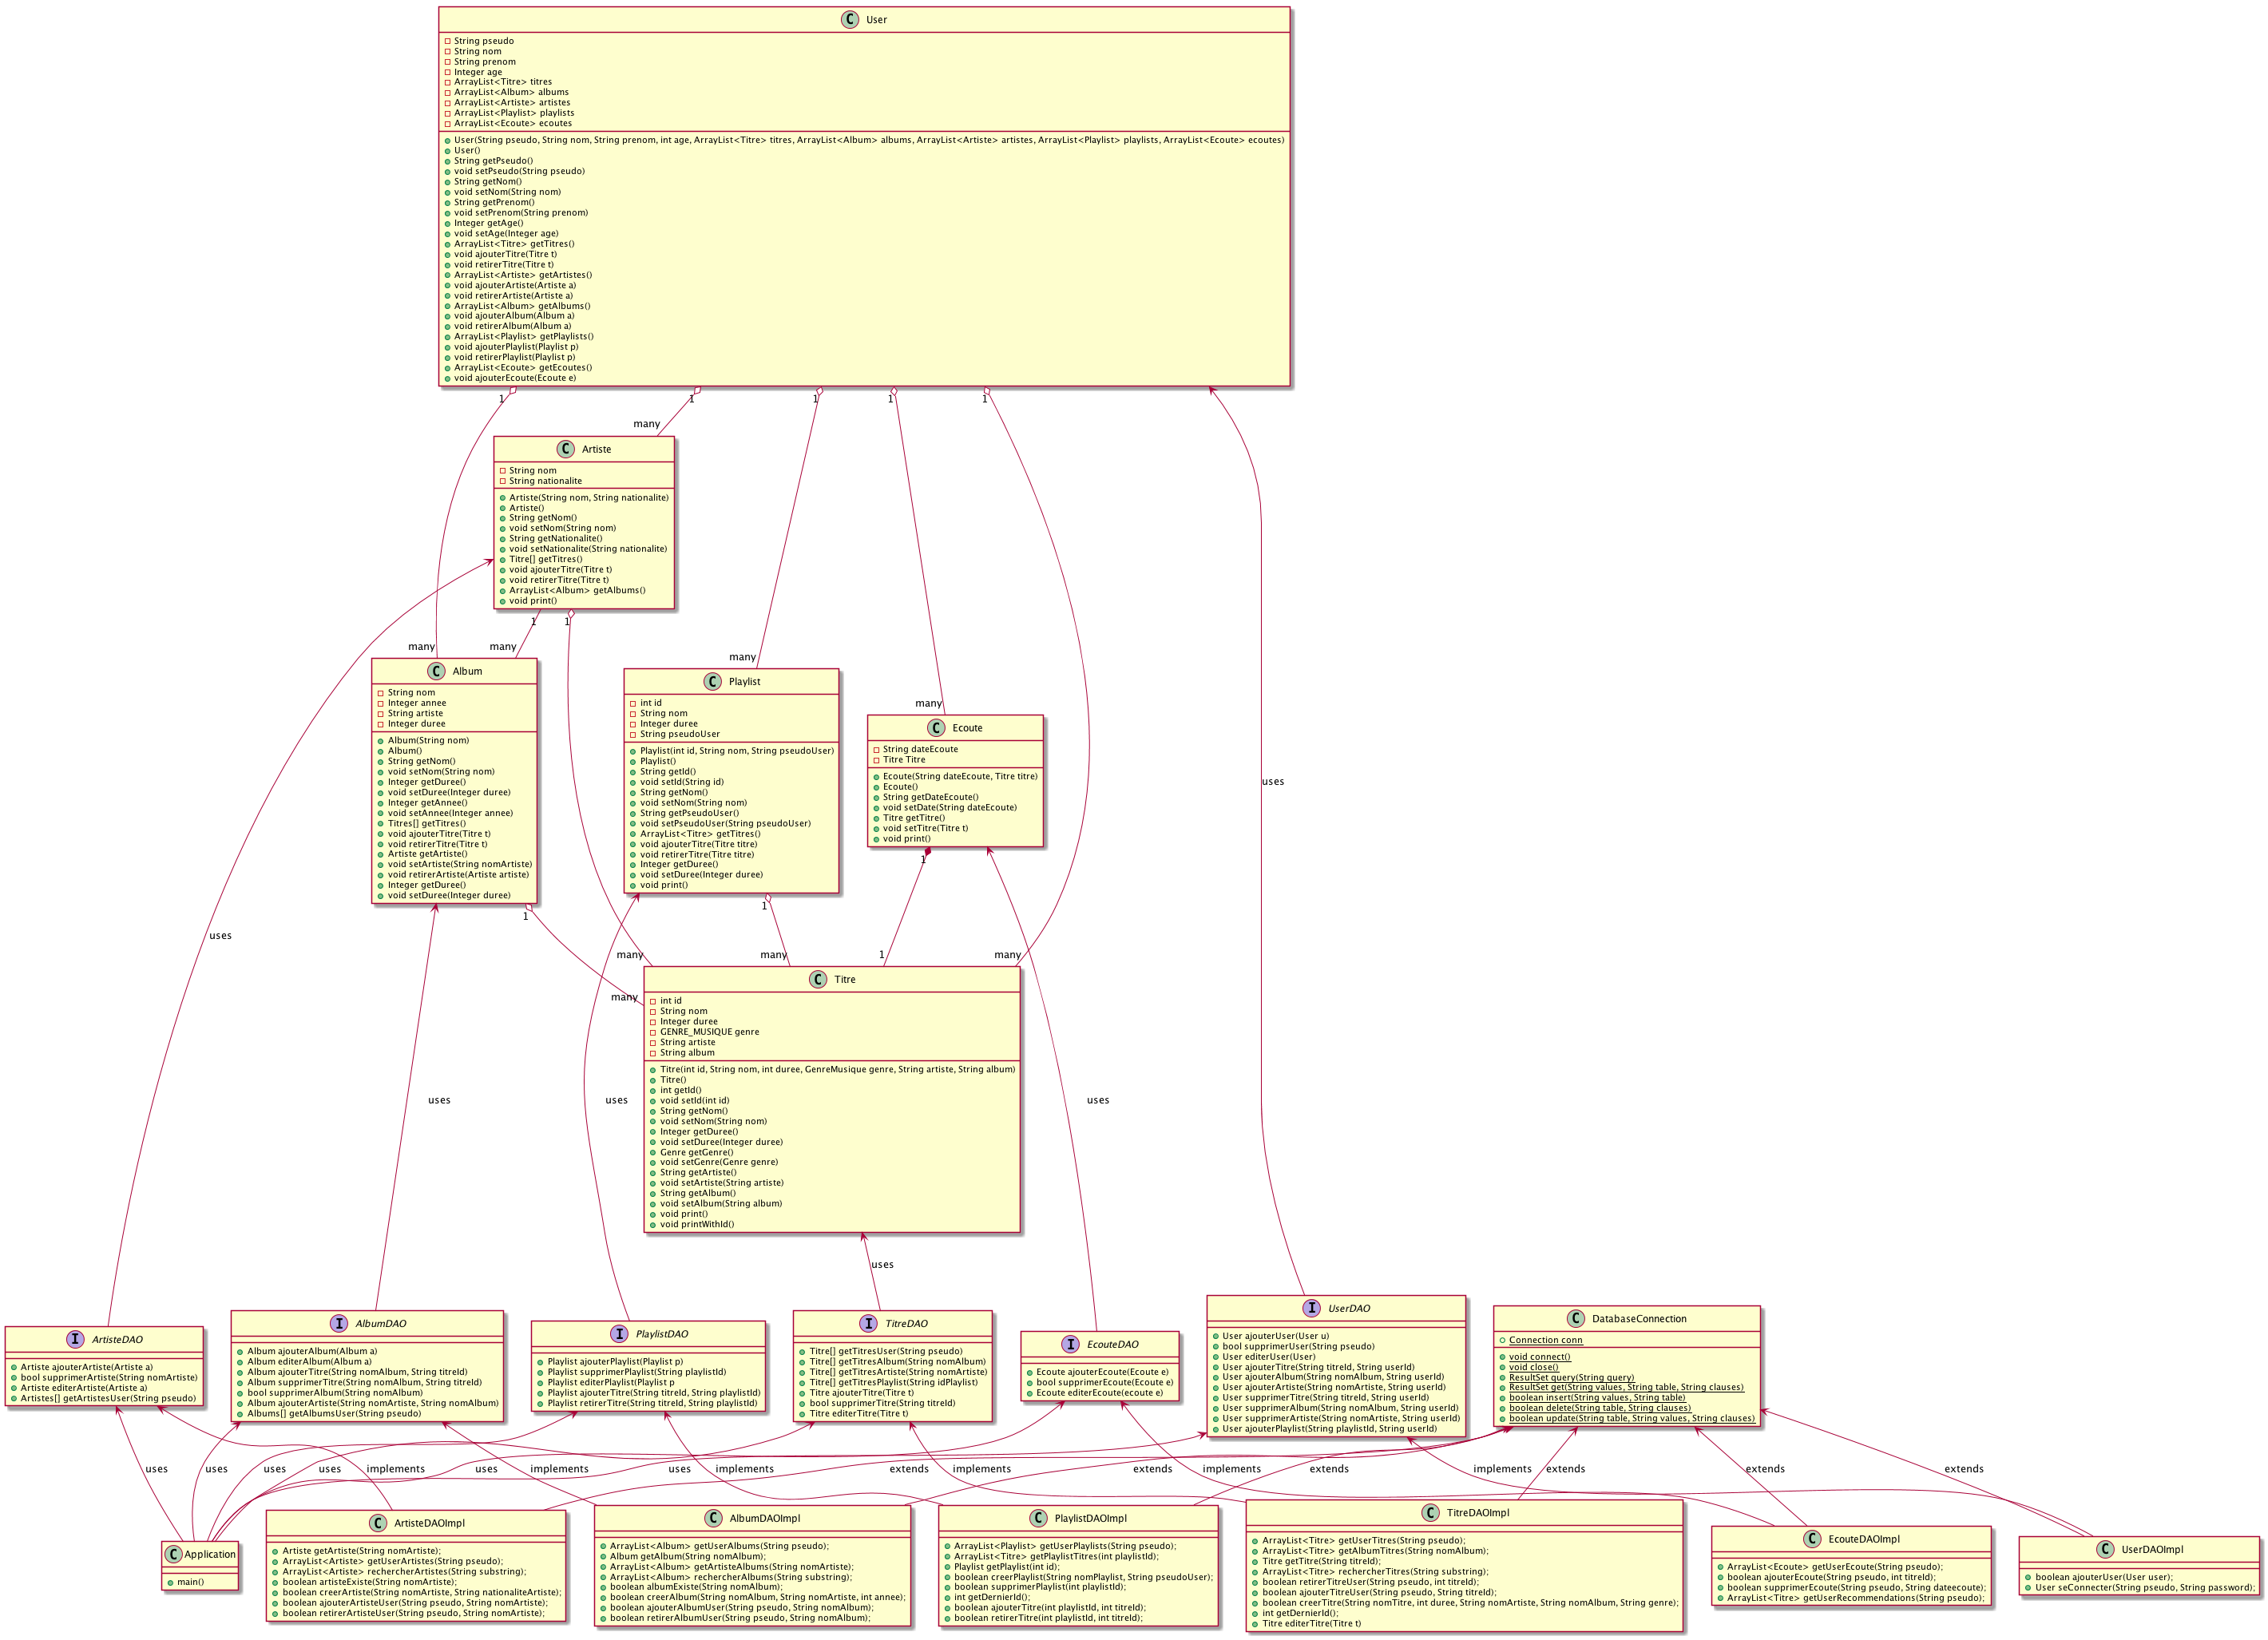 C User
String pseudo
String nom
String prenom
Integer age
ArrayList<Titre> titres
ArrayList<Album> albums
ArrayList<Artiste> artistes
ArrayList<Playlist> playlists
ArrayList<Ecoute> ecoutes
User(String pseudo, String nom, String prenom, int age, ArrayList<Titre> titres, ArrayList<Album> albums, ArrayList<Artiste> artistes, ArrayList<Playlist> playlists, ArrayList<Ecoute> ecoutes)
User()
String getPseudo()
void setPseudo(String pseudo)
String getNom()
void setNom(String nom)
String getPrenom()
void setPrenom(String prenom)
Integer getAge()
void setAge(Integer age)
ArrayList<Titre> getTitres()
void ajouterTitre(Titre t)
void retirerTitre(Titre t)
ArrayList<Artiste> getArtistes()
void ajouterArtiste(Artiste a)
void retirerArtiste(Artiste a)
ArrayList<Album> getAlbums()
void ajouterAlbum(Album a)
void retirerAlbum(Album a)
ArrayList<Playlist> getPlaylists()
void ajouterPlaylist(Playlist p)
void retirerPlaylist(Playlist p)
ArrayList<Ecoute> getEcoutes()
void ajouterEcoute(Ecoute e)
1 1 1 1 1
many
C Artiste
String nom
String nationalite
Artiste(String nom, String nationalite)
Artiste()
String getNom()
void setNom(String nom)
String getNationalite()
void setNationalite(String nationalite)
Titre[] getTitres()
void ajouterTitre(Titre t)
void retirerTitre(Titre t)
ArrayList<Album> getAlbums()
void print()
1 1
many many many many
uses
C Album
String nom
Integer annee
String artiste
Integer duree
Album(String nom)
Album()
String getNom()
void setNom(String nom)
Integer getDuree()
void setDuree(Integer duree)
Integer getAnnee()
void setAnnee(Integer annee)
Titres[] getTitres()
void ajouterTitre(Titre t)
void retirerTitre(Titre t)
Artiste getArtiste()
void setArtiste(String nomArtiste)
void retirerArtiste(Artiste artiste)
Integer getDuree()
void setDuree(Integer duree)
C Playlist
int id
String nom
Integer duree
String pseudoUser
Playlist(int id, String nom, String pseudoUser)
Playlist()
String getId()
void setId(String id)
String getNom()
void setNom(String nom)
String getPseudoUser()
void setPseudoUser(String pseudoUser)
ArrayList<Titre> getTitres()
void ajouterTitre(Titre titre)
void retirerTitre(Titre titre)
Integer getDuree()
void setDuree(Integer duree)
void print()
C Ecoute
String dateEcoute
Titre Titre
Ecoute(String dateEcoute, Titre titre)
Ecoute()
String getDateEcoute()
void setDate(String dateEcoute)
Titre getTitre()
void setTitre(Titre t)
void print()
1 1 1
uses
many many 1 many
many
C Titre
int id
String nom
Integer duree
GENRE_MUSIQUE genre
String artiste
String album
Titre(int id, String nom, int duree, GenreMusique genre, String artiste, String album)
Titre()
int getId()
void setId(int id)
String getNom()
void setNom(String nom)
Integer getDuree()
void setDuree(Integer duree)
Genre getGenre()
void setGenre(Genre genre)
String getArtiste()
void setArtiste(String artiste)
String getAlbum()
void setAlbum(String album)
void print()
void printWithId()
uses uses uses
uses
I ArtisteDAO
Artiste ajouterArtiste(Artiste a)
bool supprimerArtiste(String nomArtiste)
Artiste editerArtiste(Artiste a)
Artistes[] getArtistesUser(String pseudo)
I AlbumDAO
Album ajouterAlbum(Album a)
Album editerAlbum(Album a)
Album ajouterTitre(String nomAlbum, String titreId)
Album supprimerTitre(String nomAlbum, String titreId)
bool supprimerAlbum(String nomAlbum)
Album ajouterArtiste(String nomArtiste, String nomAlbum)
Albums[] getAlbumsUser(String pseudo)
I PlaylistDAO
Playlist ajouterPlaylist(Playlist p)
Playlist supprimerPlaylist(String playlistId)
Playlist editerPlaylist(Playlist p
Playlist ajouterTitre(String titreId, String playlistId)
Playlist retirerTitre(String titreId, String playlistId)
I TitreDAO
Titre[] getTitresUser(String pseudo)
Titre[] getTitresAlbum(String nomAlbum)
Titre[] getTitresArtiste(String nomArtiste)
Titre[] getTitresPlaylist(String idPlaylist)
Titre ajouterTitre(Titre t)
bool supprimerTitre(String titreId)
Titre editerTitre(Titre t)
I EcouteDAO
Ecoute ajouterEcoute(Ecoute e)
bool supprimerEcoute(Ecoute e)
Ecoute editerEcoute(ecoute e)
I UserDAO
User ajouterUser(User u)
bool supprimerUser(String pseudo)
User editerUser(User)
User ajouterTitre(String titreId, String userId)
User ajouterAlbum(String nomAlbum, String userId)
User ajouterArtiste(String nomArtiste, String userId)
User supprimerTitre(String titreId, String userId)
User supprimerAlbum(String nomAlbum, String userId)
User supprimerArtiste(String nomArtiste, String userId)
User ajouterPlaylist(String playlistId, String userId)
C DatabaseConnection
Connection conn
void connect()
void close()
ResultSet query(String query)
ResultSet get(String values, String table, String clauses)
boolean insert(String values, String table)
boolean delete(String table, String clauses)
boolean update(String table, String values, String clauses)
uses uses uses uses implements uses implements uses implements extends implements extends implements extends implements extends extends extends
C Application
main()
C ArtisteDAOImpl
Artiste getArtiste(String nomArtiste);
ArrayList<Artiste> getUserArtistes(String pseudo);
ArrayList<Artiste> rechercherArtistes(String substring);
boolean artisteExiste(String nomArtiste);
boolean creerArtiste(String nomArtiste, String nationaliteArtiste);
boolean ajouterArtisteUser(String pseudo, String nomArtiste);
boolean retirerArtisteUser(String pseudo, String nomArtiste);
C AlbumDAOImpl
ArrayList<Album> getUserAlbums(String pseudo);
Album getAlbum(String nomAlbum);
ArrayList<Album> getArtisteAlbums(String nomArtiste);
ArrayList<Album> rechercherAlbums(String substring);
boolean albumExiste(String nomAlbum);
boolean creerAlbum(String nomAlbum, String nomArtiste, int annee);
boolean ajouterAlbumUser(String pseudo, String nomAlbum);
boolean retirerAlbumUser(String pseudo, String nomAlbum);
C PlaylistDAOImpl
ArrayList<Playlist> getUserPlaylists(String pseudo);
ArrayList<Titre> getPlaylistTitres(int playlistId);
Playlist getPlaylist(int id);
boolean creerPlaylist(String nomPlaylist, String pseudoUser);
boolean supprimerPlaylist(int playlistId);
int getDernierId();
boolean ajouterTitre(int playlistId, int titreId);
boolean retirerTitre(int playlistId, int titreId);
C TitreDAOImpl
ArrayList<Titre> getUserTitres(String pseudo);
ArrayList<Titre> getAlbumTitres(String nomAlbum);
Titre getTitre(String titreId);
ArrayList<Titre> rechercherTitres(String substring);
boolean retirerTitreUser(String pseudo, int titreId);
boolean ajouterTitreUser(String pseudo, String titreId);
boolean creerTitre(String nomTitre, int duree, String nomArtiste, String nomAlbum, String genre);
int getDernierId();
Titre editerTitre(Titre t)
C EcouteDAOImpl
ArrayList<Ecoute> getUserEcoute(String pseudo);
boolean ajouterEcoute(String pseudo, int titreId);
boolean supprimerEcoute(String pseudo, String dateecoute);
ArrayList<Titre> getUserRecommendations(String pseudo);
C UserDAOImpl
boolean ajouterUser(User user);
User seConnecter(String pseudo, String password);